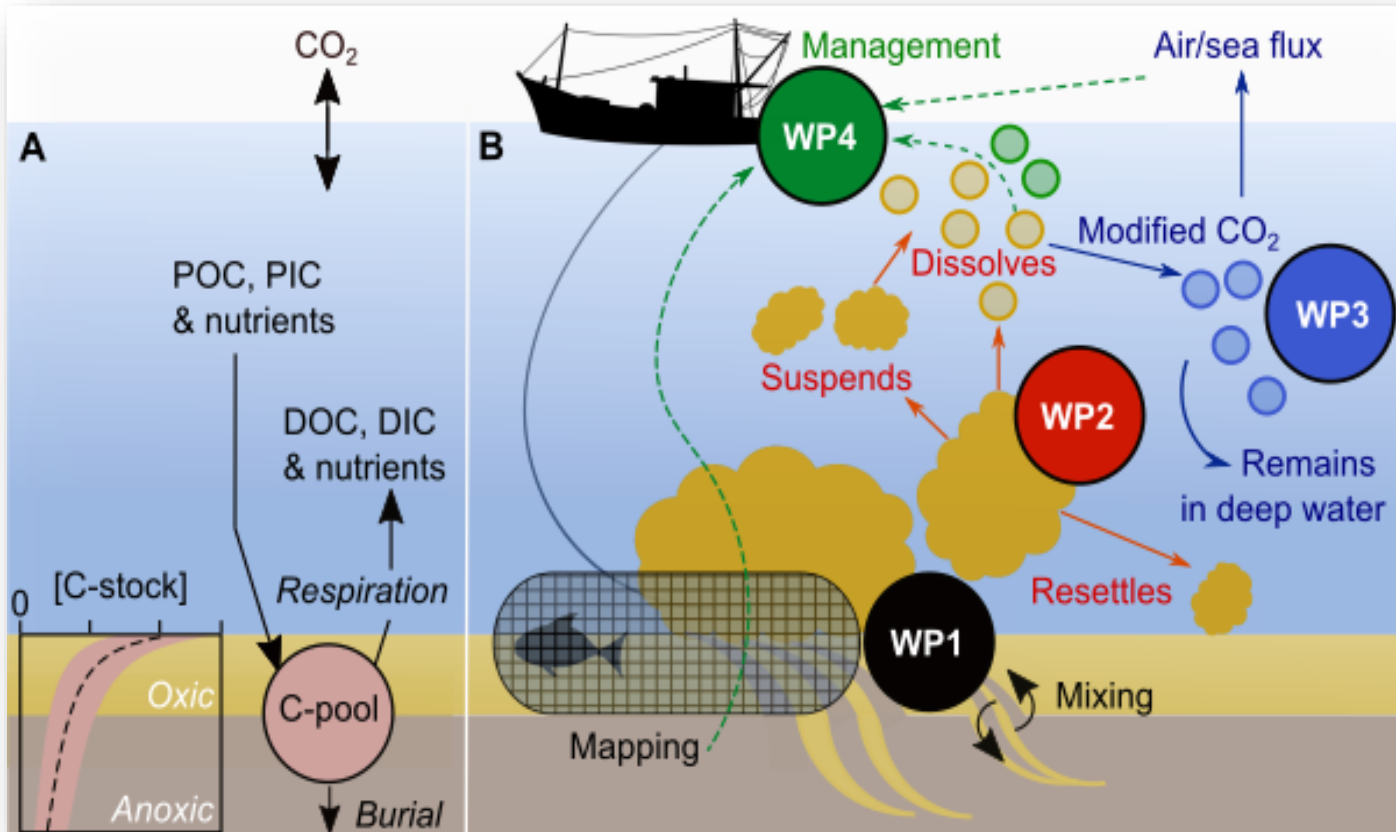 CO₂
A
POC, PIC
& nutrients
DOC, DIC
& nutrients
[C-stock]
0
Respiration
Oxic
C-pool
Anoxic
Burial
B
Management
Air/sea flux
WP4
Modified CO₂
Dissolves
WP3
Suspends
WP2
Remains
in deep water
Resettles
WP1
Mixing
Mapping